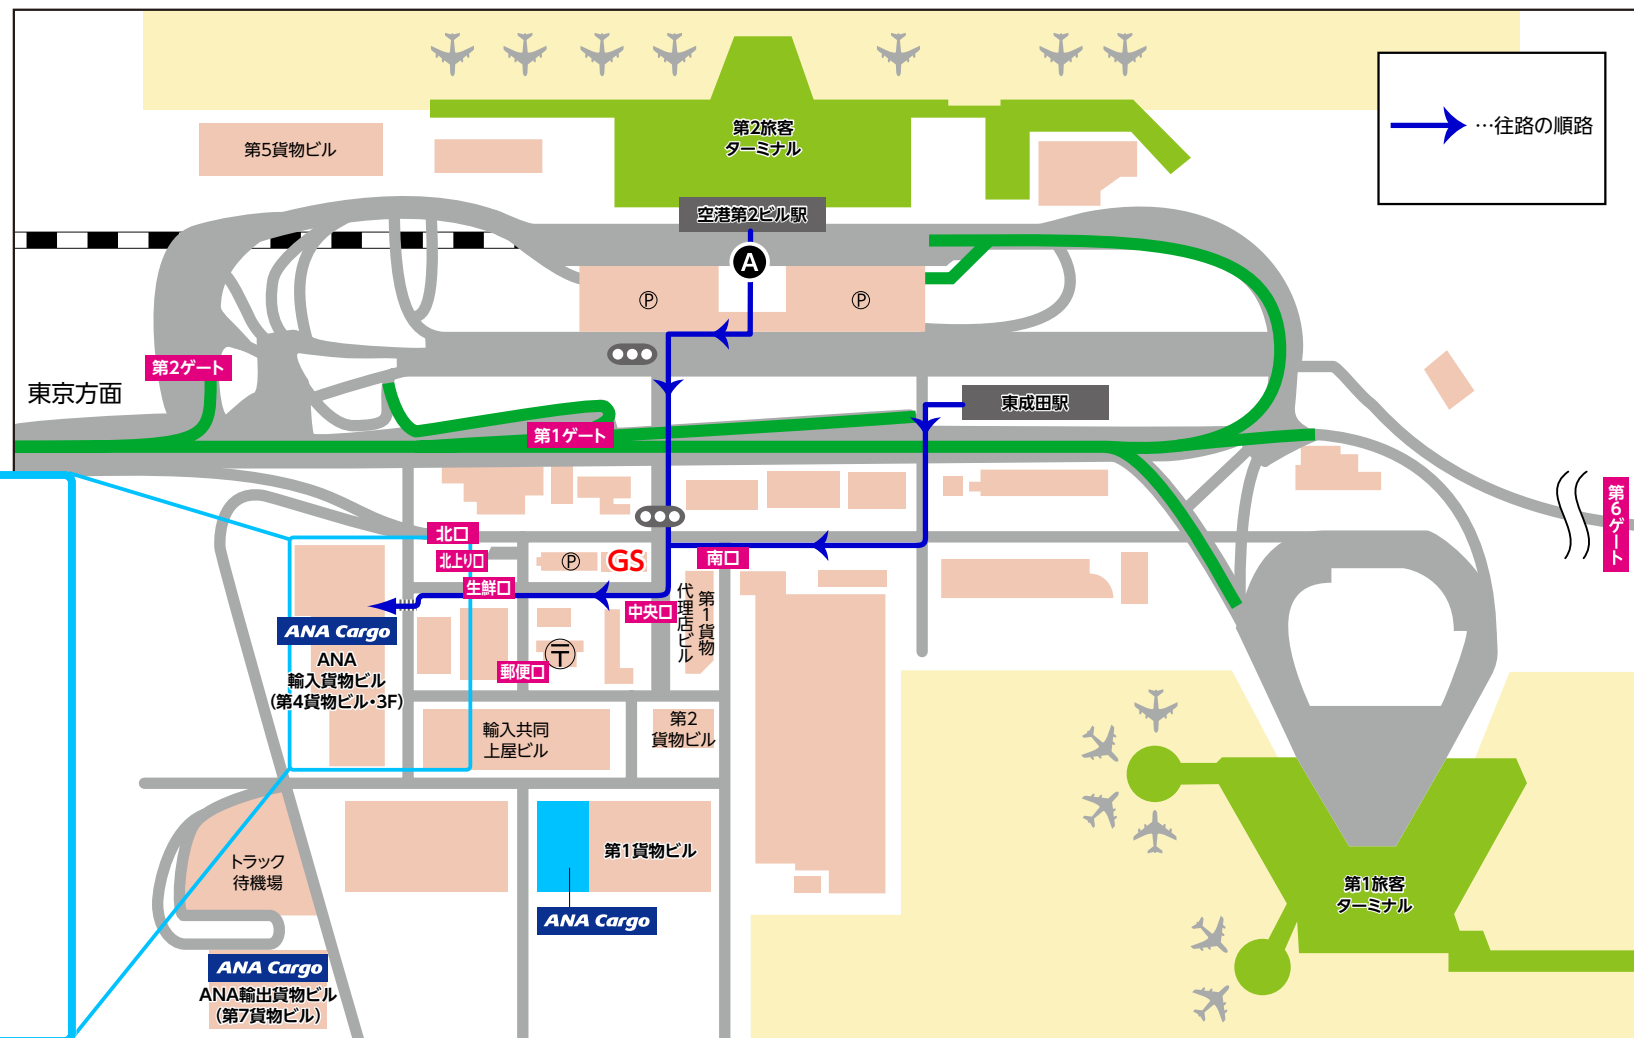 第2旅客
ターミナル
第5貨物ビル
…往路の順路
空港第2ビル駅
A
P
P
第2ゲート
東京方面
東成田駅
第1ゲート
第6ゲート
北口
北上り口
P
GS
南口
生鮮口
中央口
第1貨物
代理店ビル
ANA Cargo
ANA
輸入貨物ビル
(第4貨物ビル・3F)
〒
郵便口
輸入共同
上屋ビル
第2
貨物ビル
トラック
待機場
第1貨物ビル
ANA Cargo
第1旅客
ターミナル
ANA Cargo
ANA輸出貨物ビル
(第7貨物ビル)